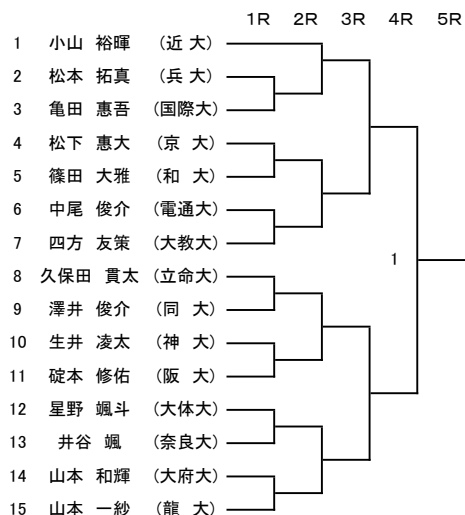 1R 2R 3R 4R 5R
1 小山 裕暉 (近 大)
2 松本 拓真 (兵 大)
3 亀田 惠吾 (国際大)
4 松下 惠大 (京 大)
5 篠田 大雅 (和 大)
6 中尾 俊介 (電通大)
7 四方 友策 (大教大)
1
8 久保田 貫太 (立命大)
9 澤井 俊介 (同 大)
10 生井 凌太 (神 大)
11 碇本 修佑 (阪 大)
12 星野 颯斗 (大体大)
13 井谷 颯 (奈良大)
14 山本 和輝 (大府大)
15 山本 一紗 (龍 大)